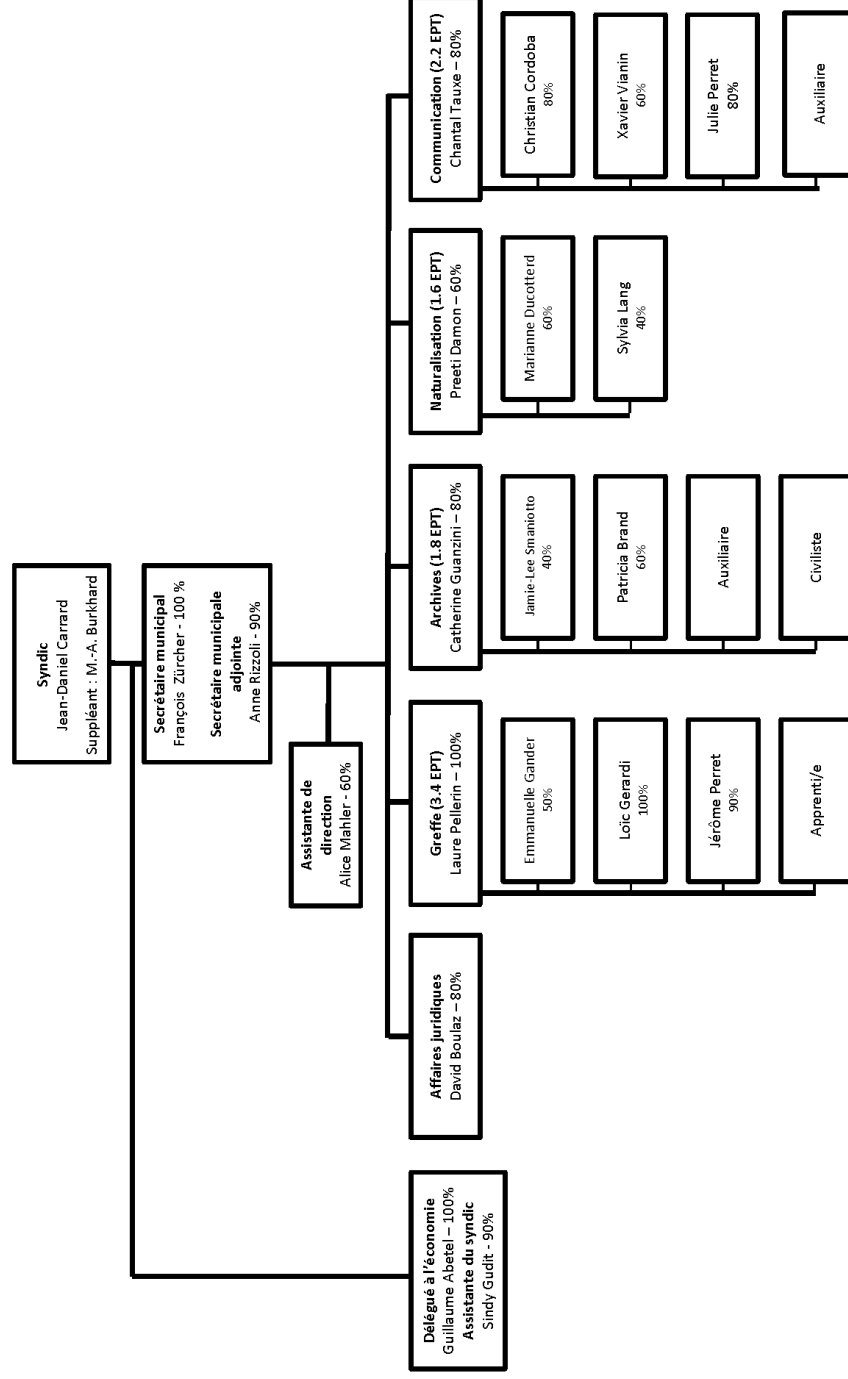 Syndic
Jean-Daniel Carrard
Suppléant : M.-A. Burkhard
Secrétaire municipal
François Zürcher - 100 %
Secrétaire municipale
adjointe
Anne Rizzoli - 90%
Assistante de
direction
Alice Mahler - 60%
Délégué à l'économie
Guillaume Abetel – 100%
Assistante du syndic
Sindy Gudit - 90%
Affaires juridiques
David Boulaz – 80%
Greffe (3.4 EPT)
Laure Pellerin – 100%
Emmanuelle Gander
50%
Loïc Gerardi
100%
Jérôme Perret
90%
Apprenti/e
Archives (1.8 EPT)
Catherine Guanzini – 80%
Jamie-Lee Smaniotto
40%
Patricia Brand
60%
Auxiliaire
Civiliste
Naturalisation (1.6 EPT)
Preeti Damon – 60%
Marianne Ducotterd
60%
Sylvia Lang
40%
Communication (2.2 EPT)
Chantal Tauxe – 80%
Christian Cordoba
80%
Xavier Vianin
60%
Julie Perret
80%
Auxiliaire